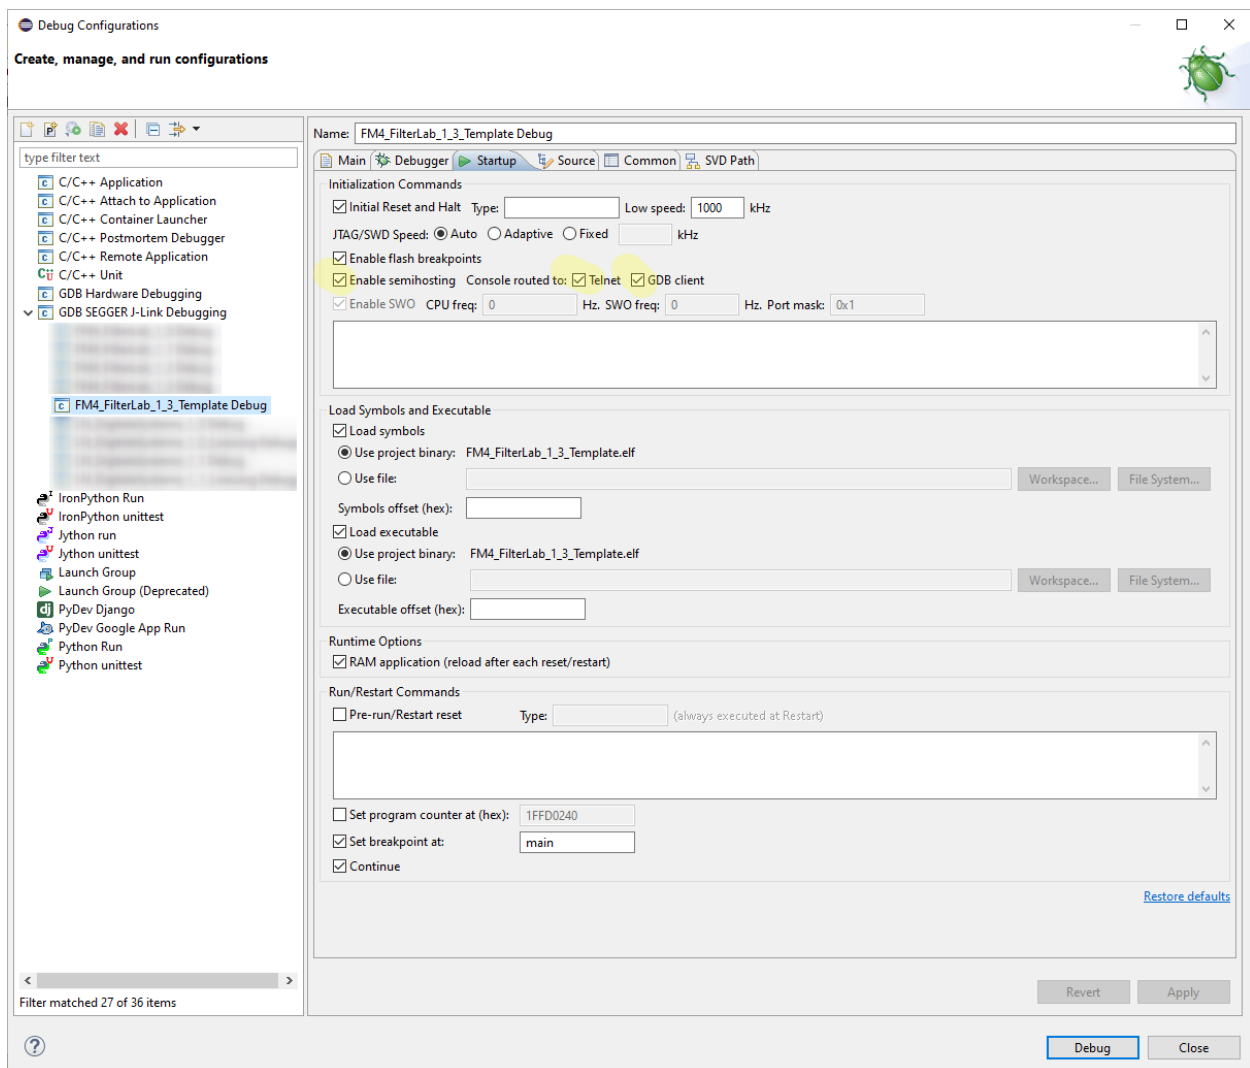 Debug Configurations
Create, manage, and run configurations
type filter text
C/C++ Application
C/C++ Attach to Application
C/C++ Container Launcher
C/C++ Postmortem Debugger
C/C++ Remote Application
C/C++ Unit
GDB Hardware Debugging
GDB SEGGER J-Link Debugging
FM4_FilterLab_1_3_Template Debug
IronPython Run
IronPython unittest
Jython run
Jython unittest
Launch Group
Launch Group (Deprecated)
PyDev Django
PyDev Google App Run
Python Run
Python unittest
Filter matched 27 of 36 items
Name: FM4_FilterLab_1_3_Template Debug
Main Debugger Startup Source Common SVD Path
Initialization Commands
Initial Reset and Halt Type: Low speed: 1000 kHz
JTAG/SWD Speed: Auto Adaptive Fixed kHz
Enable flash breakpoints
Enable semihosting Console routed to: Telnet GDB client
Enable SWO CPU freq: 0 Hz. SWO freq: 0 Hz. Port mask: 0x1
Load Symbols and Executable
Load symbols
Use project binary: FM4_FilterLab_1_3_Template.elf
Use file: Workspace... File System...
Symbols offset (hex):
Load executable
Use project binary: FM4_FilterLab_1_3_Template.elf
Use file: Workspace... File System...
Executable offset (hex):
Runtime Options
RAM application (reload after each reset/restart)
Run/Restart Commands
Pre-run/Restart reset Type: (always executed at Restart)
Set program counter at (hex): 1FFD0240
Set breakpoint at: main
Continue
Restore defaults
Revert Apply
Debug Close